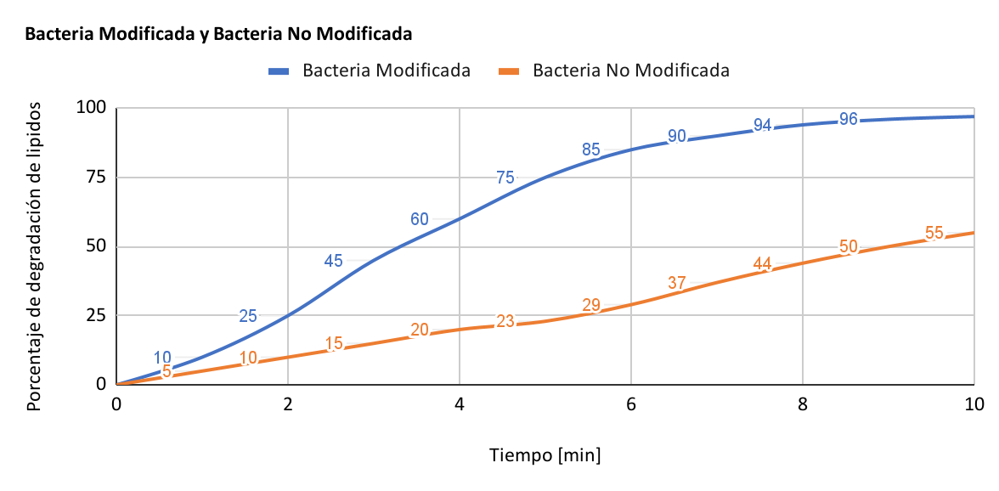 Bacteria Modificada y Bacteria No Modificada
Bacteria Modificada Bacteria No Modificada
Porcentaje de degradación de lipidos
100
75
50
25
0
10 25 45 60 75 85 90 94 96
5 10 15 20 23 29 37 44 50 55
0 2 4 6 8 10
Tiempo [min]